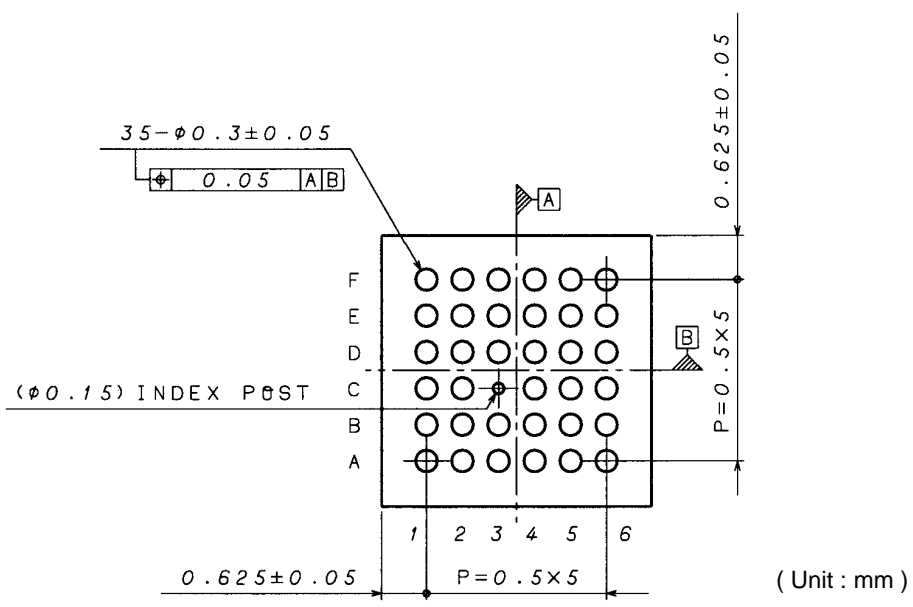 0.625±0.05
35-φ0.3±0.05
⌖ 0.05 A B
A
F
E
D
B
P=0.5×5
C
(φ0.15) INDEX POST
B
A
1 2 3 4 5 6
0.625±0.05 P=0.5×5
( Unit : mm )